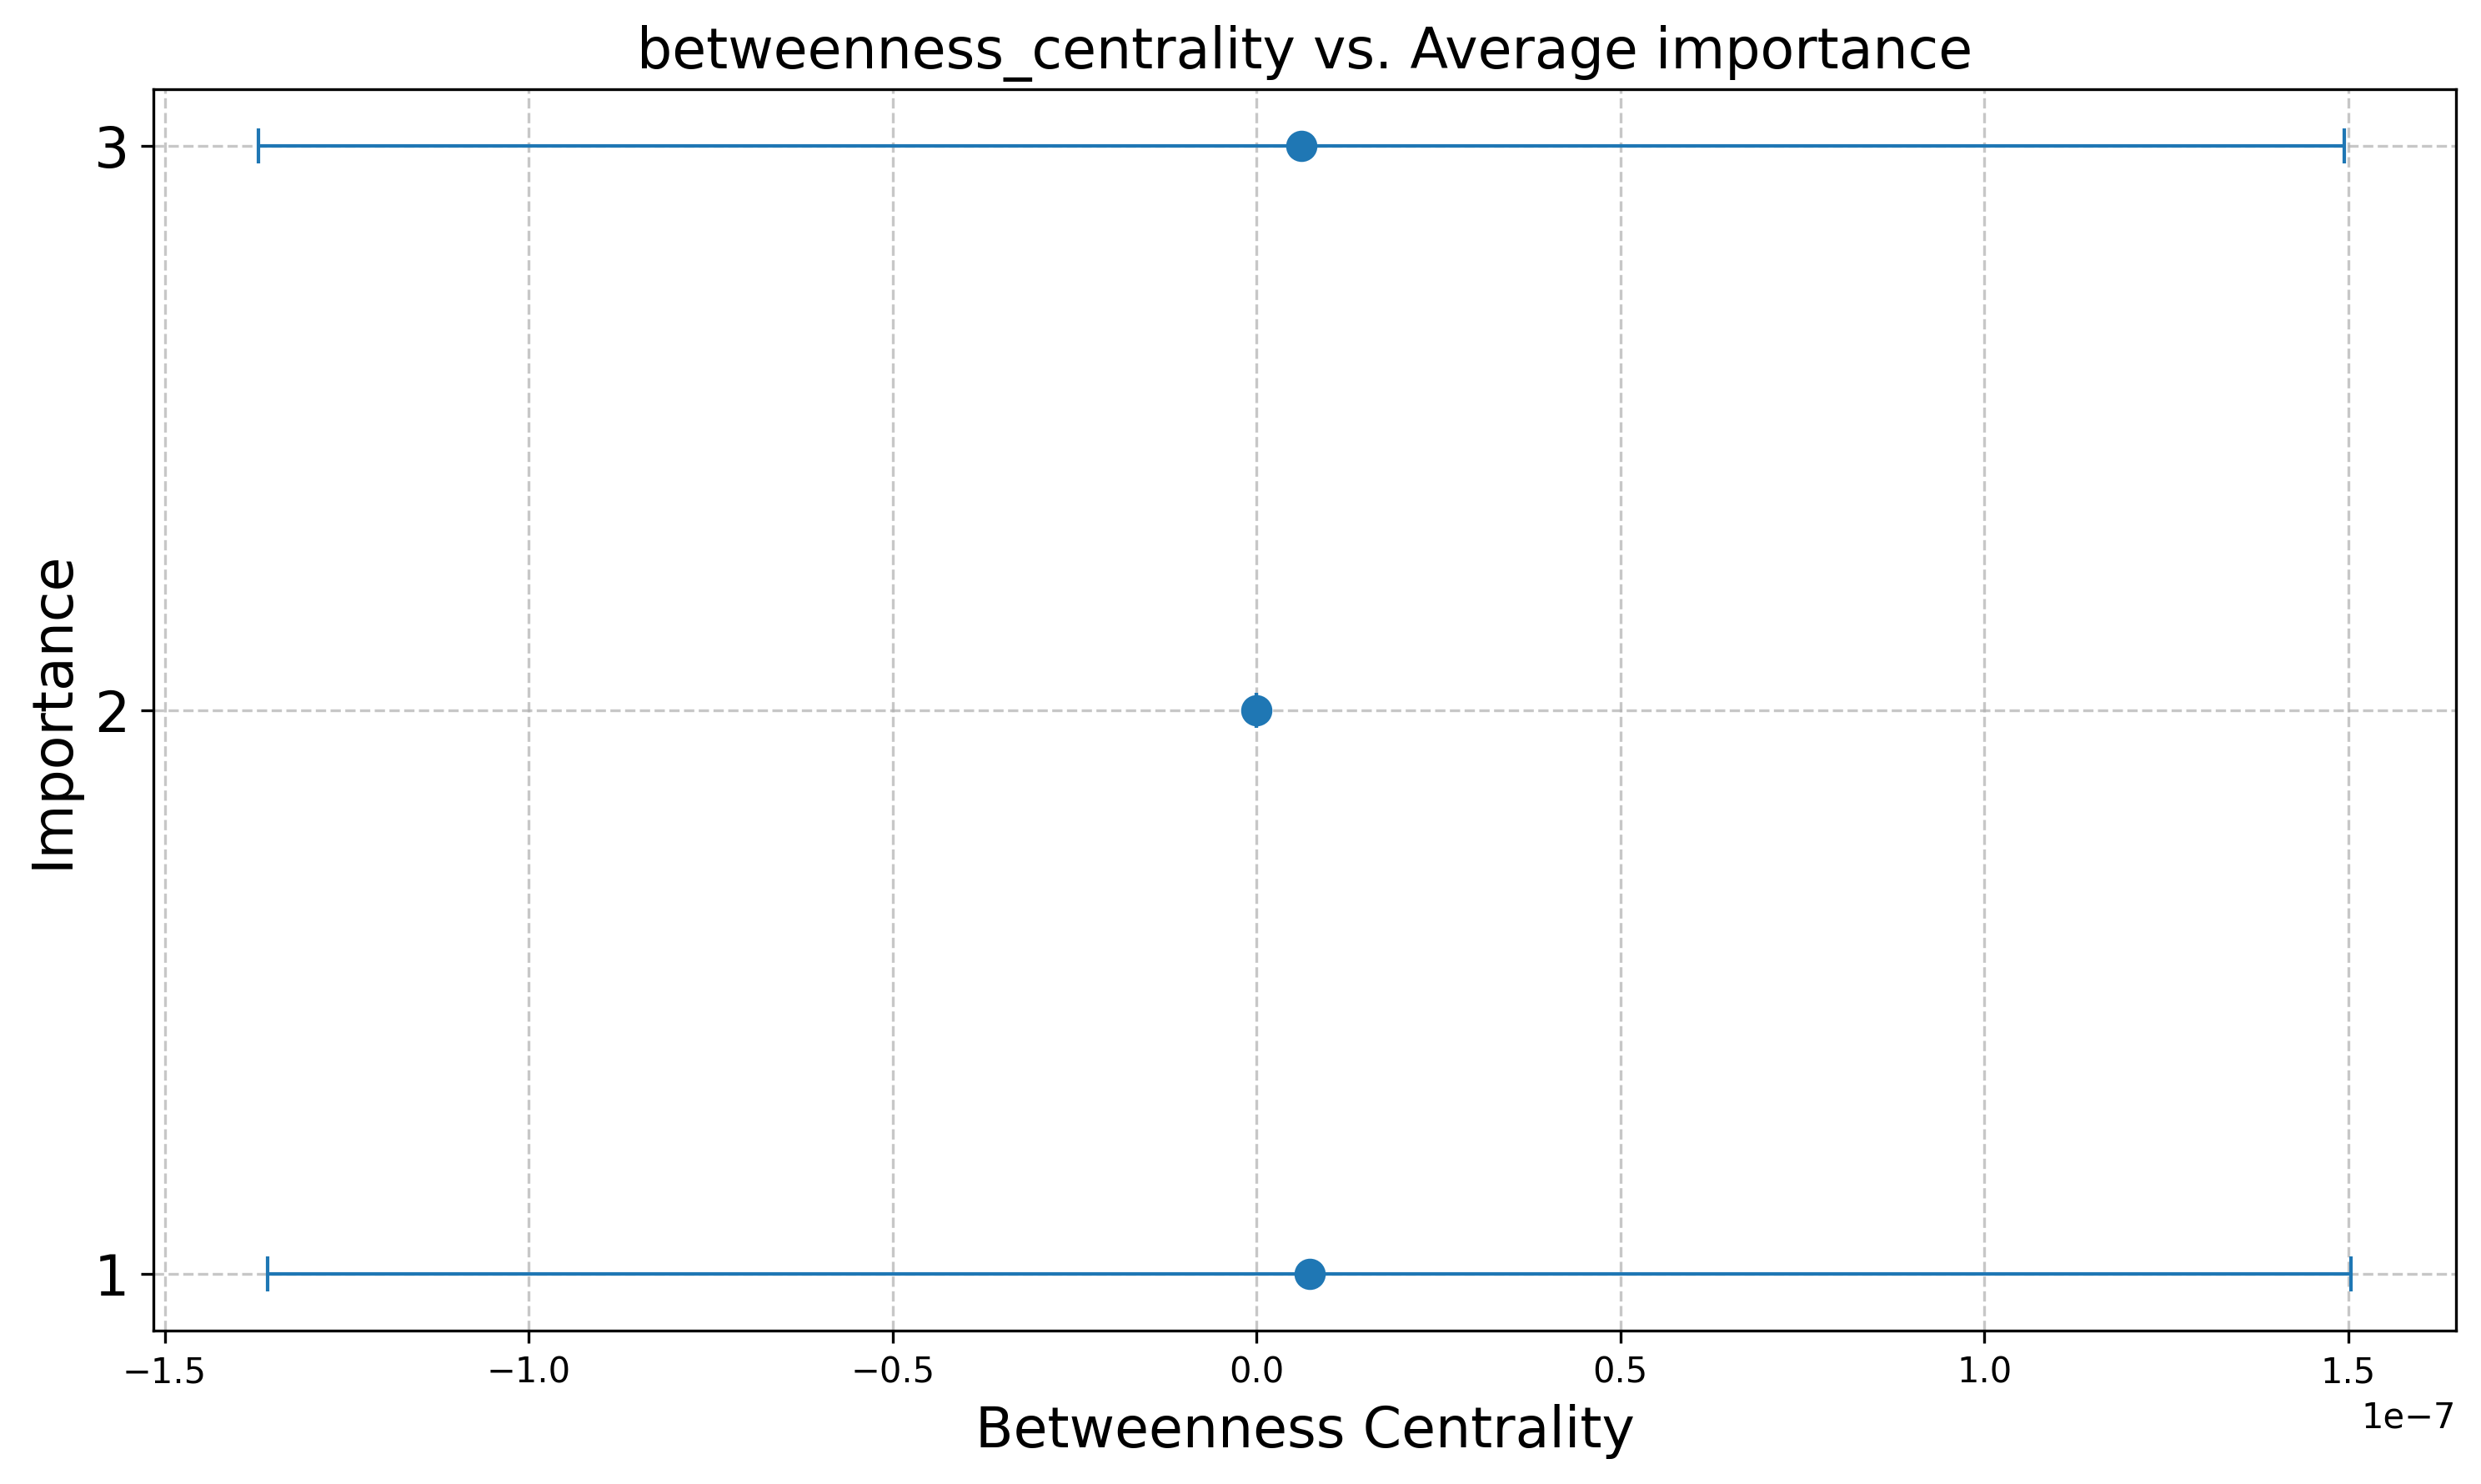 betweenness_centrality vs. Average importance
3
2
1
Importance
−1.5 −1.0 −0.5 0.0 0.5 1.0 1.5
1e−7
Betweenness Centrality